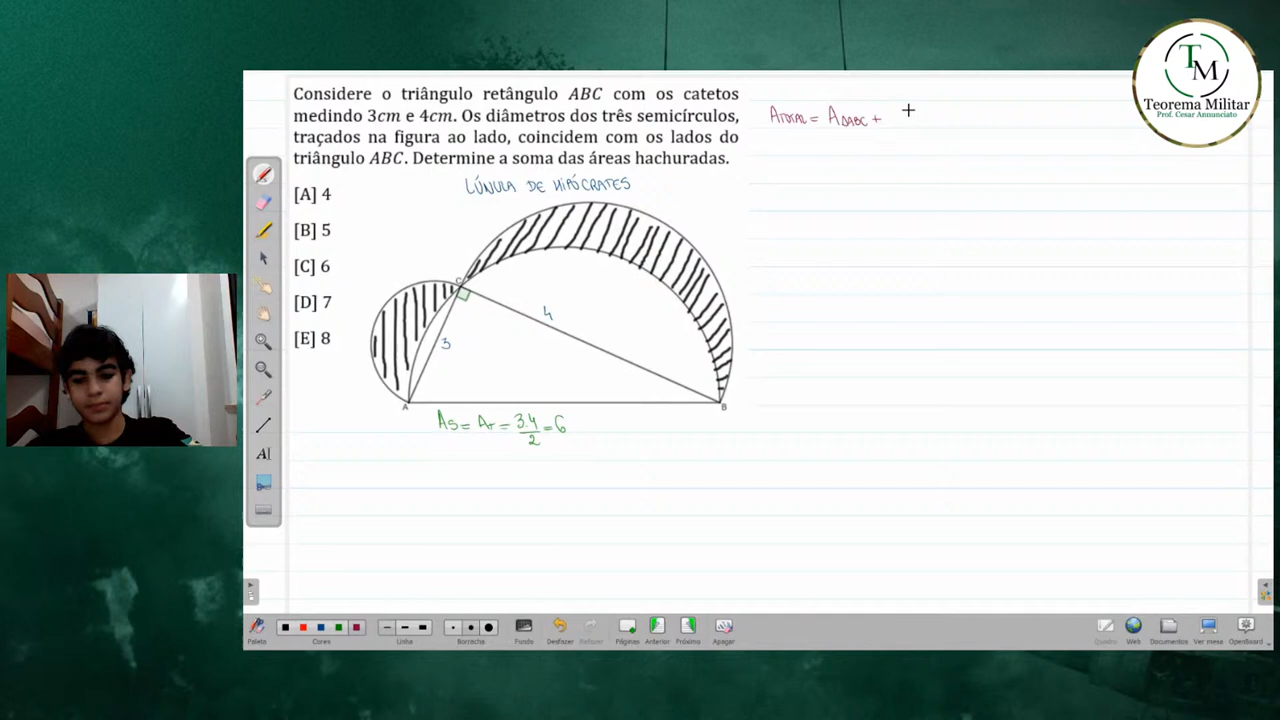 TM
Teorema Militar
Prof. Cesar Annunciato
Considere o triângulo retângulo ABC com os catetos
medindo 3cm e 4cm. Os diâmetros dos três semicírculos,
traçados na figura ao lado, coincidem com os lados do
triângulo ABC. Determine a soma das áreas hachuradas.
ATOTAL = AΔABC +
LÚNULA DE HIPÓCRATES
[A] 4
[B] 5
[C] 6
[D] 7
[E] 8
C
4
3
A
B
AS = AT = 3.4/2 = 6
Paleta
Cores
Linha
Borracha
Fundo
Desfazer
Refazer
Páginas
Anterior
Próximo
Apagar
Quadro
Web
Documentos
Ver mesa
OpenBoard